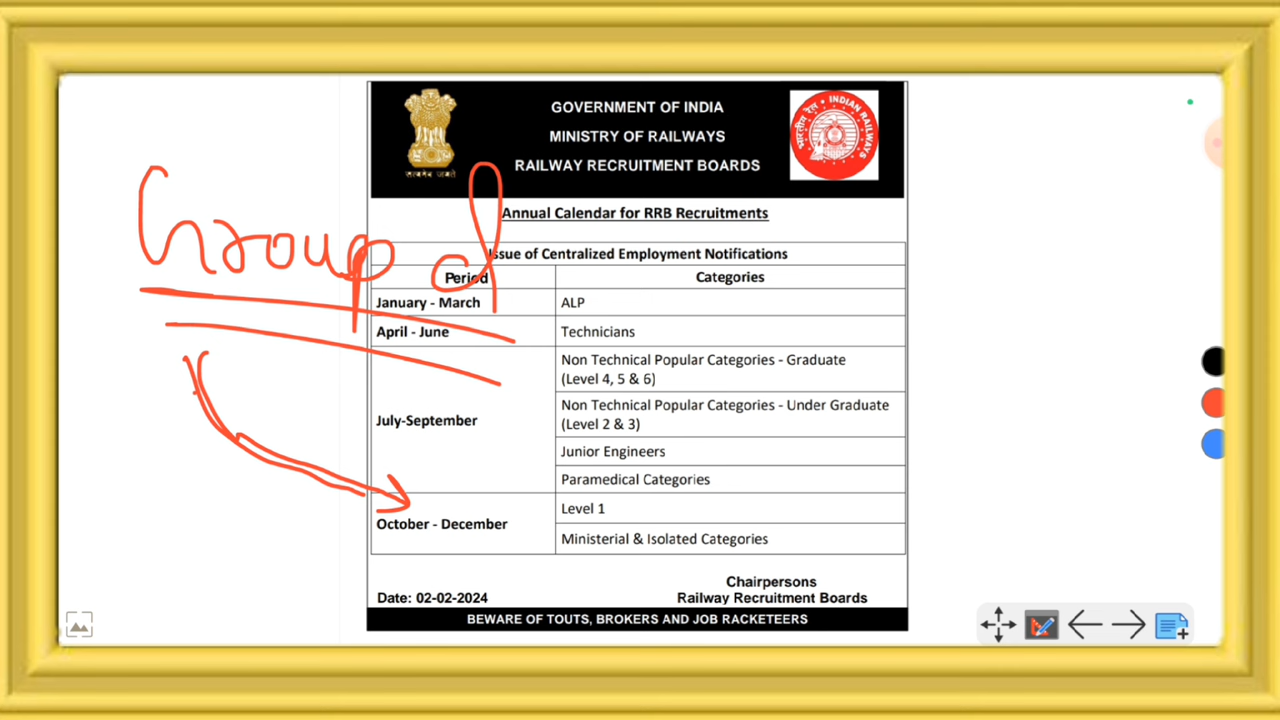 GOVERNMENT OF INDIA
MINISTRY OF RAILWAYS
RAILWAY RECRUITMENT BOARDS
सत्यमेव जयते
भारतीय रेल • INDIAN RAILWAYS
Group d
Annual Calendar for RRB Recruitments
Issue of Centralized Employment Notifications
Period Categories
January - March ALP
April - June Technicians
July-September
Non Technical Popular Categories - Graduate
(Level 4, 5 & 6)
Non Technical Popular Categories - Under Graduate
(Level 2 & 3)
Junior Engineers
Paramedical Categories
October - December
Level 1
Ministerial & Isolated Categories
Chairpersons
Date: 02-02-2024 Railway Recruitment Boards
BEWARE OF TOUTS, BROKERS AND JOB RACKETEERS